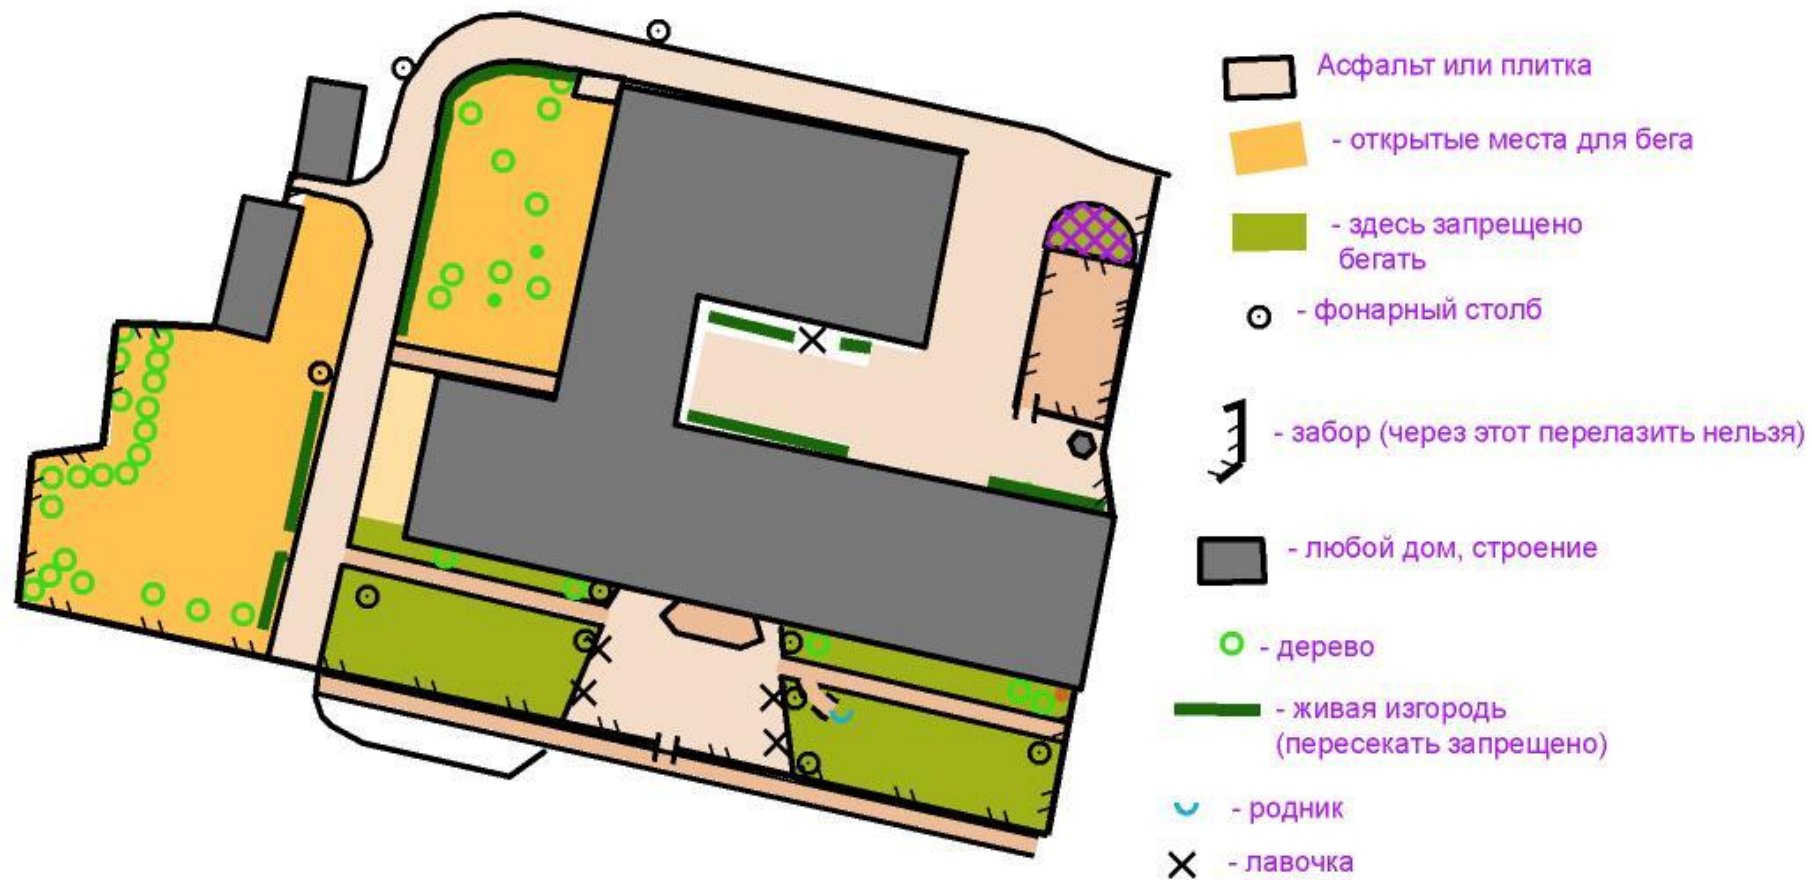 Асфальт или плитка
- открытые места для бега
- здесь запрещено
бегать
- фонарный столб
- забор (через этот перелазить нельзя)
- любой дом, строение
- дерево
- живая изгородь
(пересекать запрещено)
- родник
- лавочка